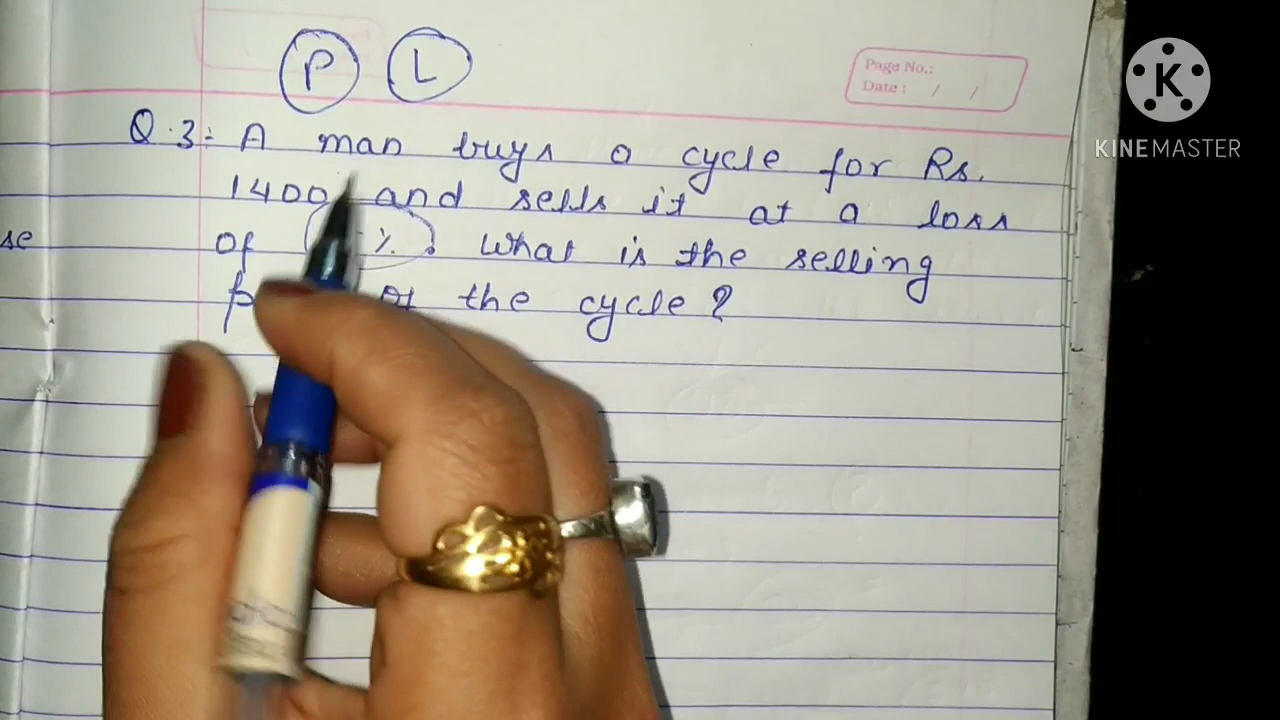 P L
Page No.:
Date : / /
K
KINEMASTER
Q.3:- A man buys a cycle for Rs.
1400 and sells it at a loss
se
of %. What is the selling
of the cycle?